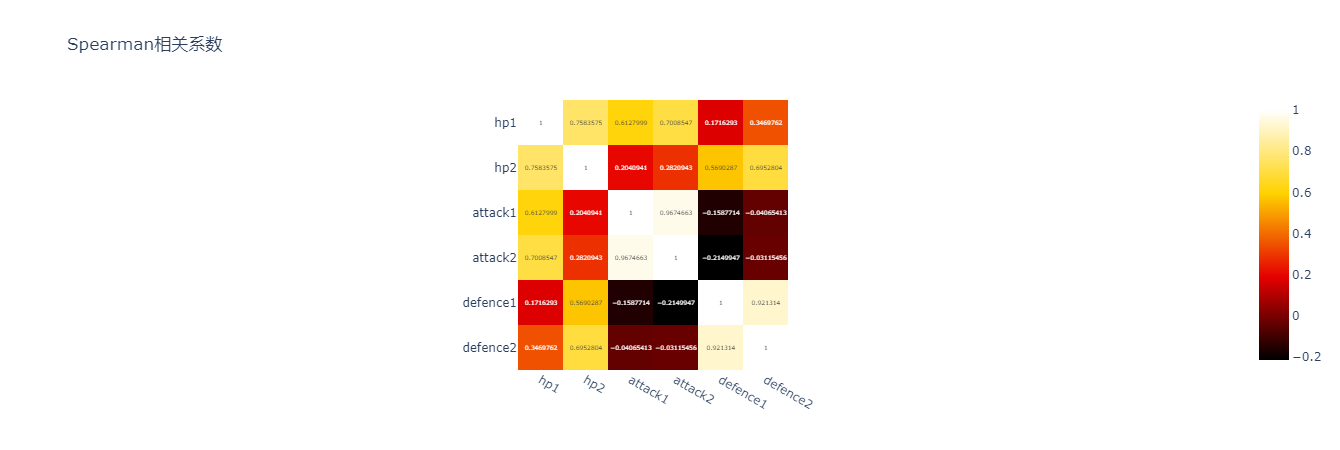 Spearman相关系数
hp1 1 0.7583575 0.6127999 0.7008547 0.1716293 0.3469762
hp2 0.7583575 1 0.2040941 0.2820943 0.5690287 0.6952804
attack1 0.6127999 0.2040941 1 0.9674663 −0.1587714 −0.04065413
attack2 0.7008547 0.2820943 0.9674663 1 −0.2149947 −0.03115456
defence1 0.1716293 0.5690287 −0.1587714 −0.2149947 1 0.921314
defence2 0.3469762 0.6952804 −0.04065413 −0.03115456 0.921314 1
hp1 hp2 attack1 attack2 defence1 defence2
1
0.8
0.6
0.4
0.2
0
−0.2